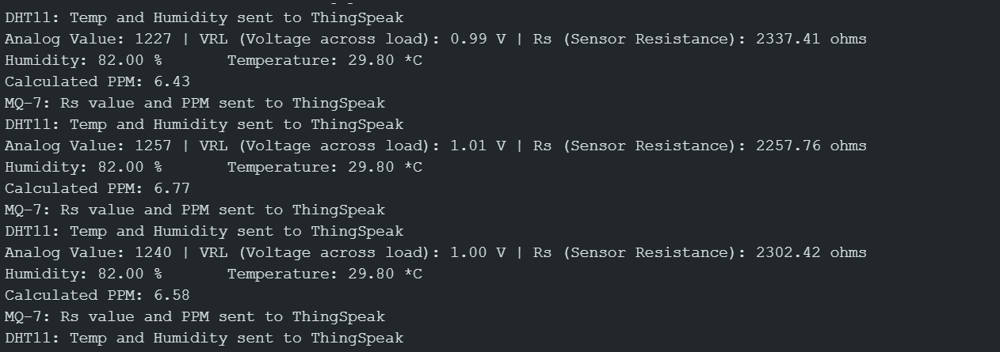 DHT11: Temp and Humidity sent to ThingSpeak
Analog Value: 1227 | VRL (Voltage across load): 0.99 V | Rs (Sensor Resistance): 2337.41 ohms
Humidity: 82.00 %       Temperature: 29.80 *C
Calculated PPM: 6.43
MQ-7: Rs value and PPM sent to ThingSpeak
DHT11: Temp and Humidity sent to ThingSpeak
Analog Value: 1257 | VRL (Voltage across load): 1.01 V | Rs (Sensor Resistance): 2257.76 ohms
Humidity: 82.00 %       Temperature: 29.80 *C
Calculated PPM: 6.77
MQ-7: Rs value and PPM sent to ThingSpeak
DHT11: Temp and Humidity sent to ThingSpeak
Analog Value: 1240 | VRL (Voltage across load): 1.00 V | Rs (Sensor Resistance): 2302.42 ohms
Humidity: 82.00 %       Temperature: 29.80 *C
Calculated PPM: 6.58
MQ-7: Rs value and PPM sent to ThingSpeak
DHT11: Temp and Humidity sent to ThingSpeak